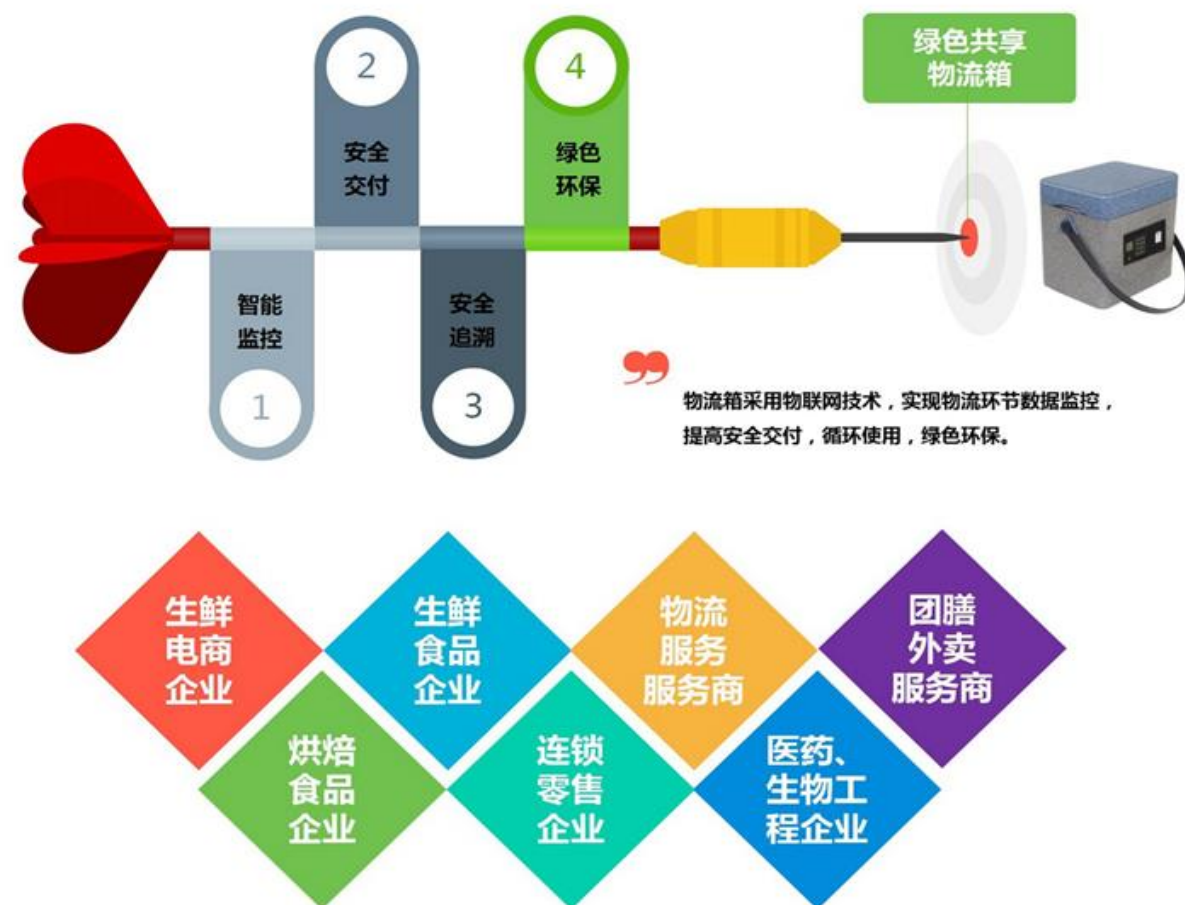 2
安全
交付
4
绿色
环保
绿色共享
物流箱
智能
监控
1
安全
追溯
3
物流箱采用物联网技术，实现物流环节数据监控，
提高安全交付，循环使用，绿色环保。
生鲜
电商
企业
生鲜
食品
企业
物流
服务
服务商
团膳
外卖
服务商
烘焙
食品
企业
连锁
零售
企业
医药、
生物工
程企业